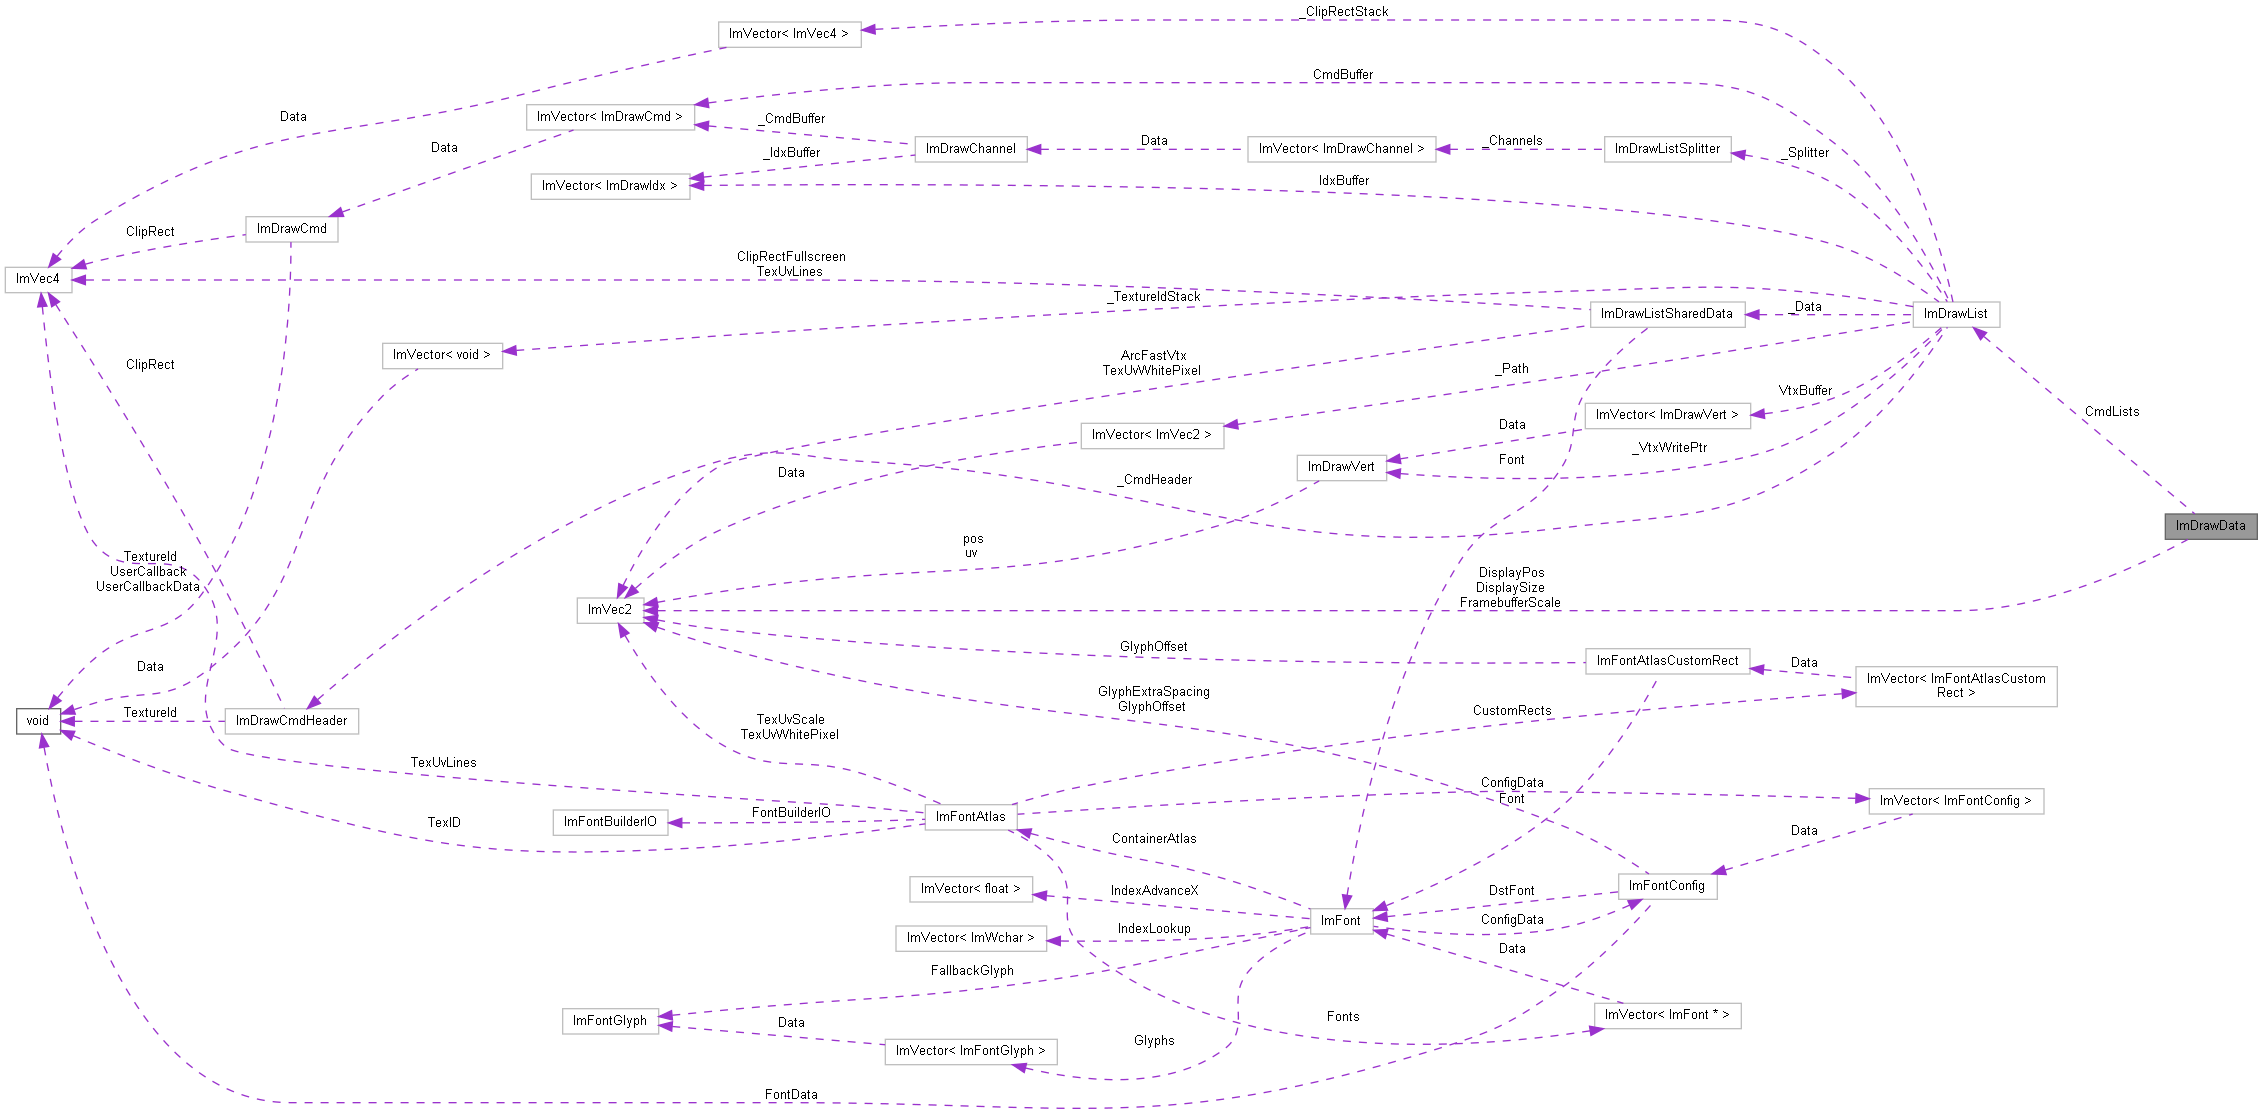 _ClipRectStack
ImVector< ImVec4 >
CmdBuffer
Data
ImVector< ImDrawCmd >
_CmdBuffer
ImDrawChannel
Data
ImVector< ImDrawChannel >
_Channels
ImDrawListSplitter
_Splitter
Data
_IdxBuffer
ImVector< ImDrawIdx >
IdxBuffer
ImDrawCmd
ClipRect
ImVec4
ClipRectFullscreen
TexUvLines
_TextureIdStack
ImDrawListSharedData
_Data
ImDrawList
ImVector< void >
ClipRect
ArcFastVtx
TexUvWhitePixel
_Path
VtxBuffer
ImVector< ImDrawVert >
CmdLists
Data
ImVector< ImVec2 >
_VtxWritePtr
Font
ImDrawVert
Data
_CmdHeader
ImDrawData
pos
uv
TextureId
UserCallback
UserCallbackData
DisplayPos
DisplaySize
FramebufferScale
ImVec2
GlyphOffset
ImFontAtlasCustomRect
Data
ImVector< ImFontAtlasCustom
Rect >
Data
GlyphExtraSpacing
GlyphOffset
CustomRects
void
TextureId
ImDrawCmdHeader
TexUvScale
TexUvWhitePixel
TexUvLines
ConfigData
Font
ImVector< ImFontConfig >
ImFontBuilderIO
FontBuilderIO
ImFontAtlas
TexID
ContainerAtlas
Data
ImVector< float >
IndexAdvanceX
DstFont
ImFontConfig
ImFont
ConfigData
ImVector< ImWchar >
IndexLookup
Data
FallbackGlyph
ImFontGlyph
Data
Fonts
ImVector< ImFont * >
ImVector< ImFontGlyph >
Glyphs
FontData